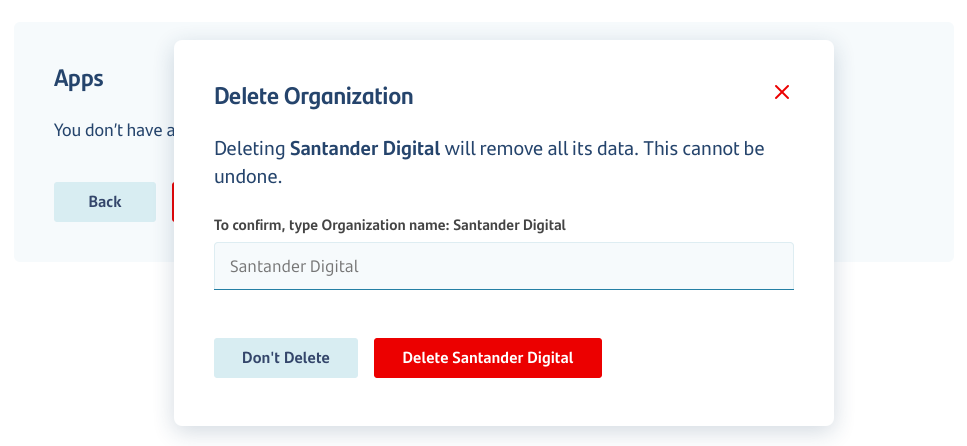 Apps
You don't have a
Back
Delete Organization
Deleting Santander Digital will remove all its data. This cannot be
undone.
To confirm, type Organization name: Santander Digital
Santander Digital
Don't Delete
Delete Santander Digital